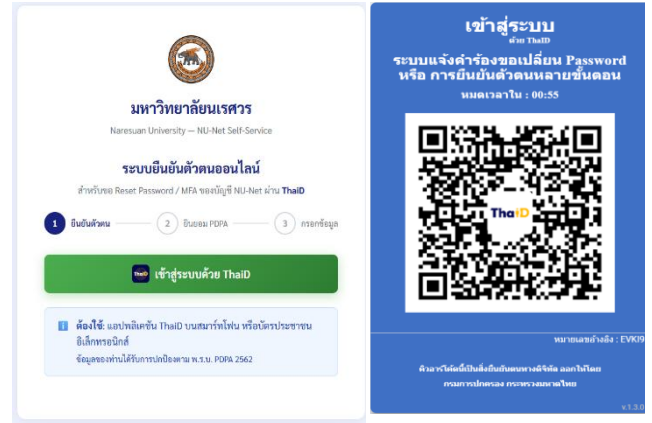 มหาวิทยาลัยนเรศวร
Naresuan University — NU-Net Self-Service
ระบบยืนยันตัวตนออนไลน์
สำหรับขอ Reset Password / MFA ของบัญชี NU-Net ผ่าน ThaiD
1 ยืนยันตัวตน 2 ยินยอม PDPA 3 กรอกข้อมูล
ThaiD เข้าสู่ระบบด้วย ThaiD
ต้องใช้: แอปพลิเคชัน ThaiD บนสมาร์ทโฟน หรือบัตรประชาชน
อิเล็กทรอนิกส์
ข้อมูลของท่านได้รับการปกป้องตาม พ.ร.บ. PDPA 2562
เข้าสู่ระบบ
ด้วย ThaID
ระบบแจ้งคำร้องขอเปลี่ยน Password
หรือ การยืนยันตัวตนหลายขั้นตอน
หมดเวลาใน : 00:55
ThaiD
หมายเลขอ้างอิง : EVKI9
คิวอาร์โค้ดนี้เป็นสิ่งยืนยันตนทางดิจิทัล ออกให้โดย
กรมการปกครอง กระทรวงมหาดไทย
v.1.3.0